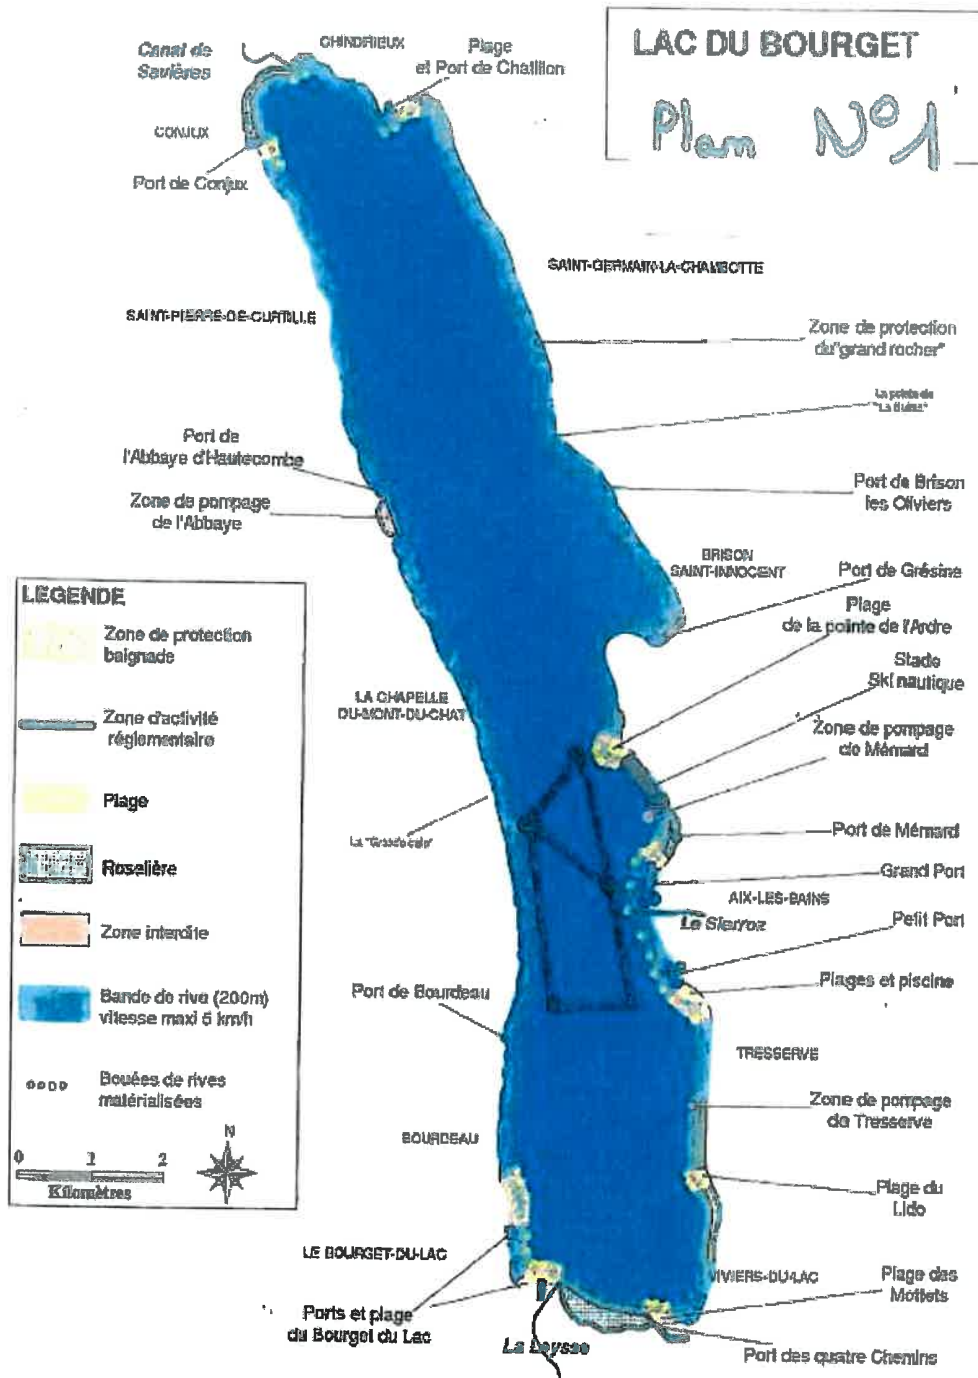 LAC DU BOURGET
Plan N°1
Canal de
Savières
CHINDRIEUX
Plage
et Port de Chatillon
CONJUX
Port de Conjux
SAINT-GERMAIN-LA-CHAMBOTTE
SAINT-PIERRE-DE-CURTILLE
Zone de protection
du"grand rocher"
La pointe de
Port de
l'Abbaye d'Hautecombe
Zone de pompage
de l'Abbaye
Port de Brison
les Oliviers
BRISON
SAINT-INNOCENT
Port de Grésine
Plage
de la pointe de l'Ardre
Stade
Ski nautique
Zone de pompage
de Mémard
LA CHAPELLE
DU-MONT-DU-CHAT
La "Grande cale"
Port de Mémard
Grand Port
AIX-LES-BAINS
Le Sierroz
Petit Port
Plages et piscine
Port de Bourdeau
TRESSERVE
Zone de pompage
de Tresserve
BOURDEAU
Plage du
Lido
LE BOURGET-DU-LAC
VIVIERS-DU-LAC
Plage des
Mottets
Ports et plage
du Bourget du Lac
La Leysse
Port des quatre Chemins
LEGENDE
Zone de protection
baignade
Zone d'activité
réglementaire
Plage
Roselière
Zone interdite
Bande de rive (200m)
vitesse maxi 5 km/h
Bouées de rives
matérialisées
N
0 1 2
Kilomètres